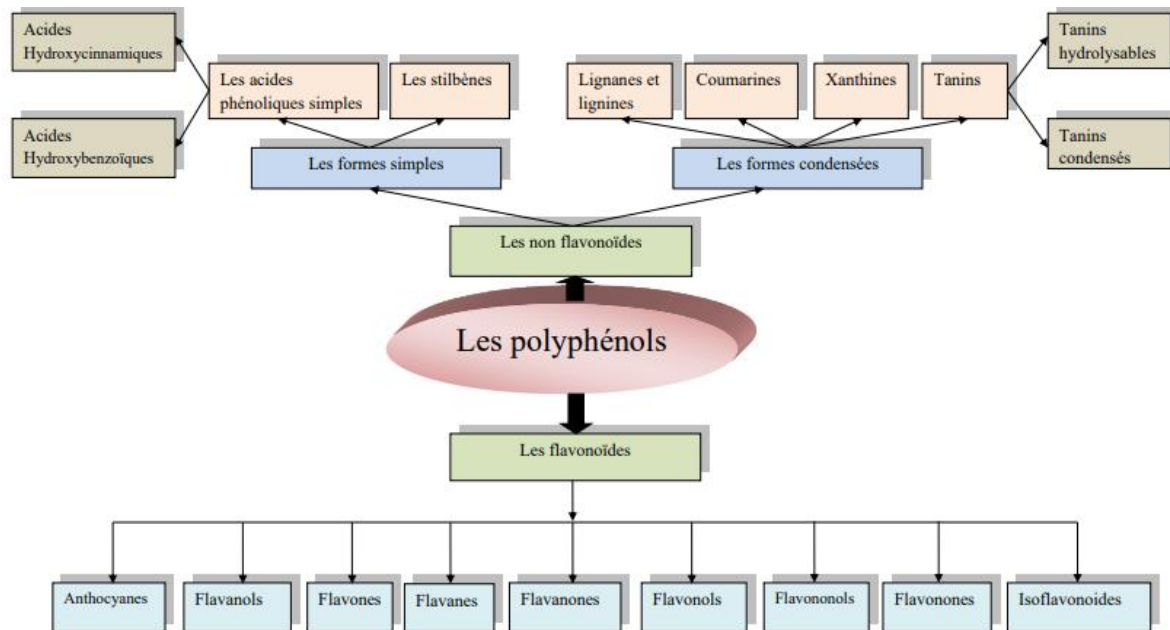 Acides
Hydroxycinnamiques
Les acides
phénoliques simples
Les stilbènes
Lignanes et
lignines
Coumarines
Xanthines
Tanins
Tanins
hydrolysables
Acides
Hydroxybenzoïques
Les formes simples
Les formes condensées
Tanins
condensés
Les non flavonoïdes
Les polyphénols
Les flavonoïdes
Anthocyanes
Flavanols
Flavones
Flavanes
Flavanones
Flavonols
Flavononols
Flavonones
Isoflavonoides